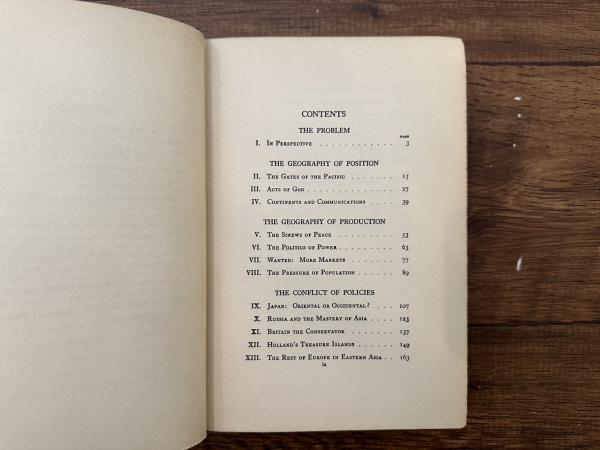 CONTENTS
THE PROBLEM
PAGE
I. In Perspective . . . . . . . . . . . . 3
THE GEOGRAPHY OF POSITION
II. The Gates of the Pacific . . . . . . . 15
III. Acts of God . . . . . . . . . . . . . 27
IV. Continents and Communications . . . . 39
THE GEOGRAPHY OF PRODUCTION
V. The Sinews of Peace . . . . . . . . . 53
VI. The Politics of Power . . . . . . . . 63
VII. Wanted: More Markets . . . . . . . . 77
VIII. The Pressure of Population . . . . . . 89
THE CONFLICT OF POLICIES
IX. Japan: Oriental or Occidental? . . . 107
X. Russia and the Mastery of Asia . . . 123
XI. Britain the Conservator . . . . . . 137
XII. Holland's Treasure Islands . . . . . . 149
XIII. The Rest of Europe in Eastern Asia . . 163
ix